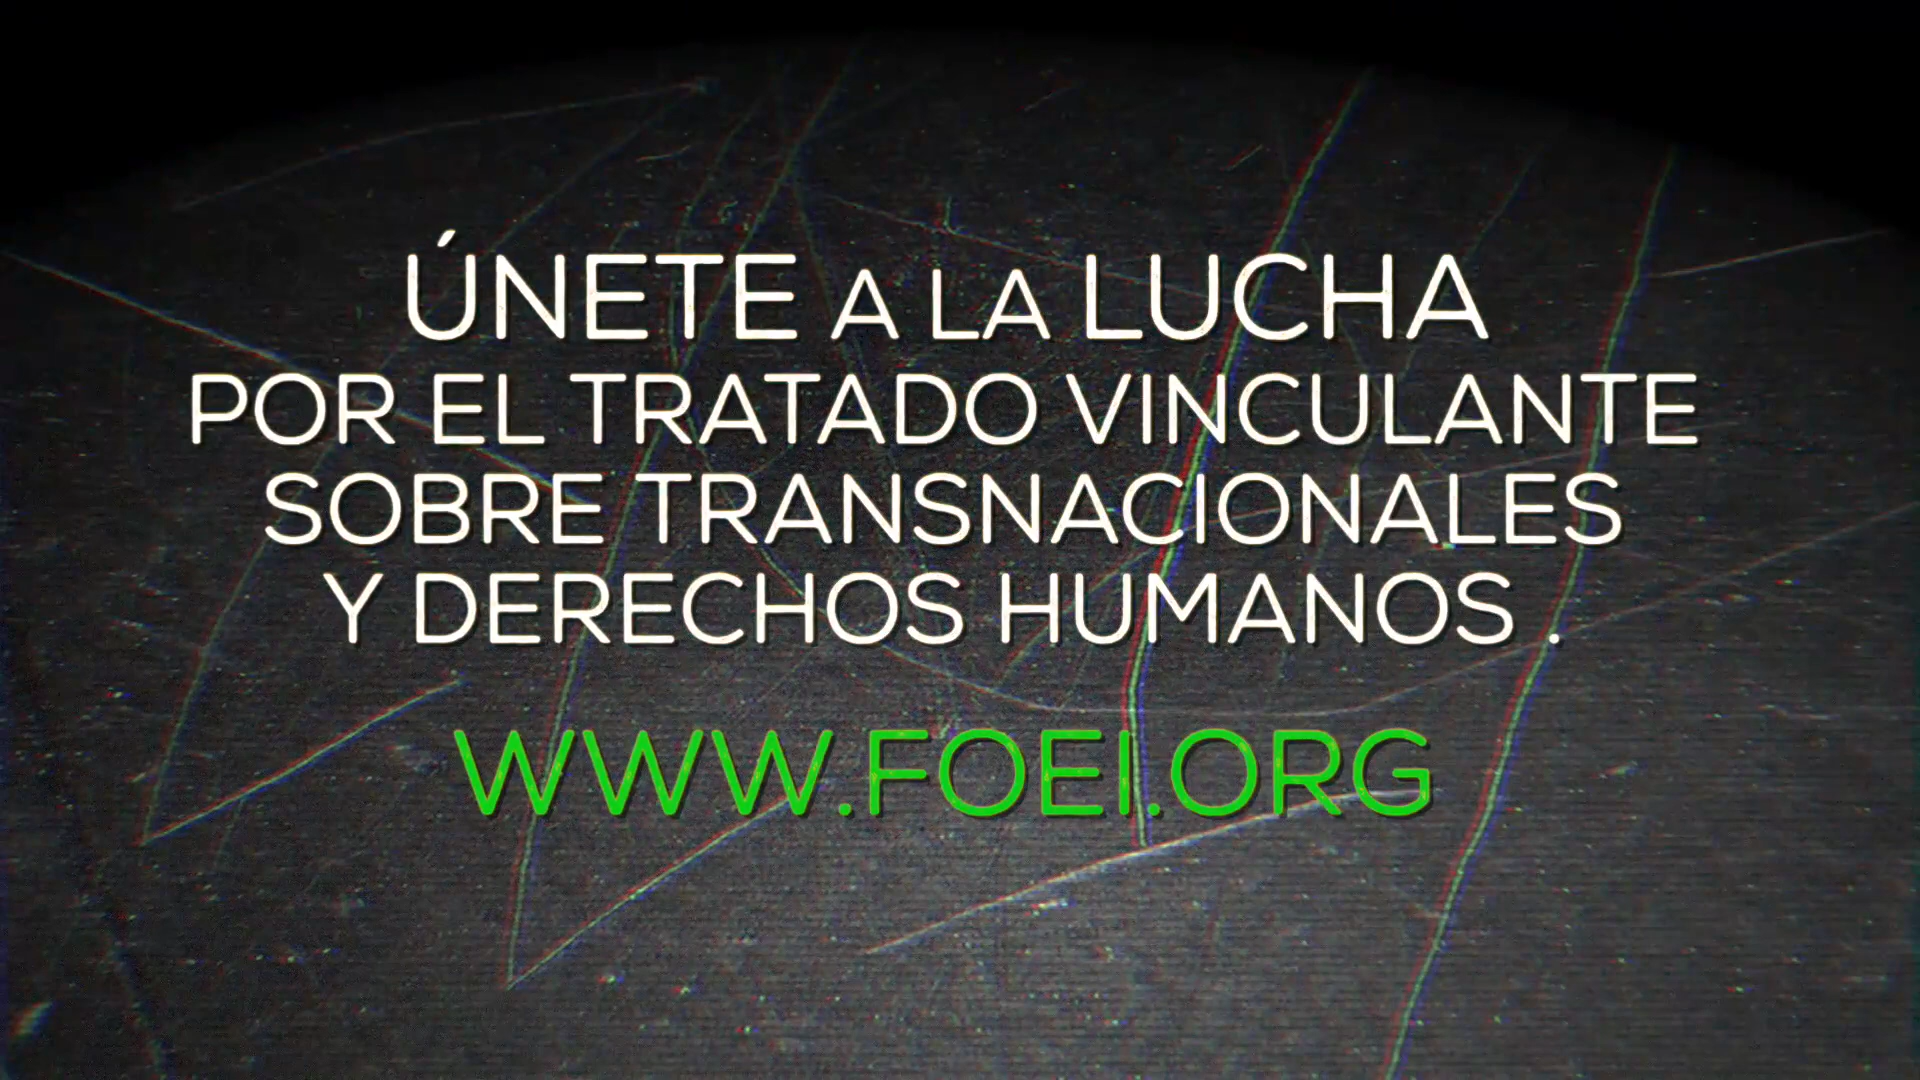 ÚNETE A LA LUCHA
POR EL TRATADO VINCULANTE
SOBRE TRANSNACIONALES
Y DERECHOS HUMANOS .
WWW.FOEI.ORG